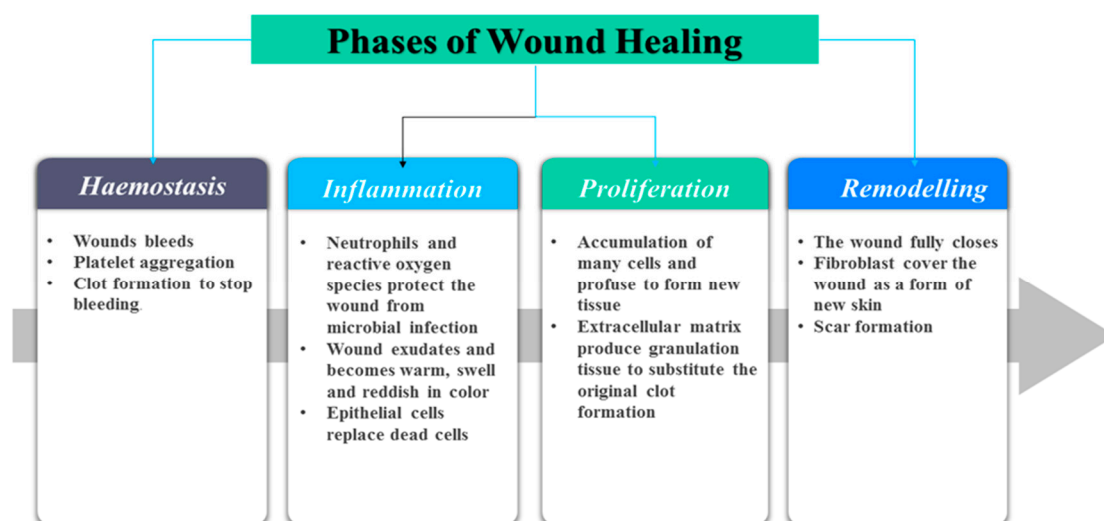 Phases of Wound Healing
Haemostasis
• Wounds bleeds
• Platelet aggregation
• Clot formation to stop
bleeding.
Inflammation
• Neutrophils and
reactive oxygen
species protect the
wound from
microbial infection
• Wound exudates and
becomes warm, swell
and reddish in color
• Epithelial cells
replace dead cells
Proliferation
• Accumulation of
many cells and
profuse to form new
tissue
• Extracellular matrix
produce granulation
tissue to substitute the
original clot
formation
Remodelling
• The wound fully closes
• Fibroblast cover the
wound as a form of
new skin
• Scar formation